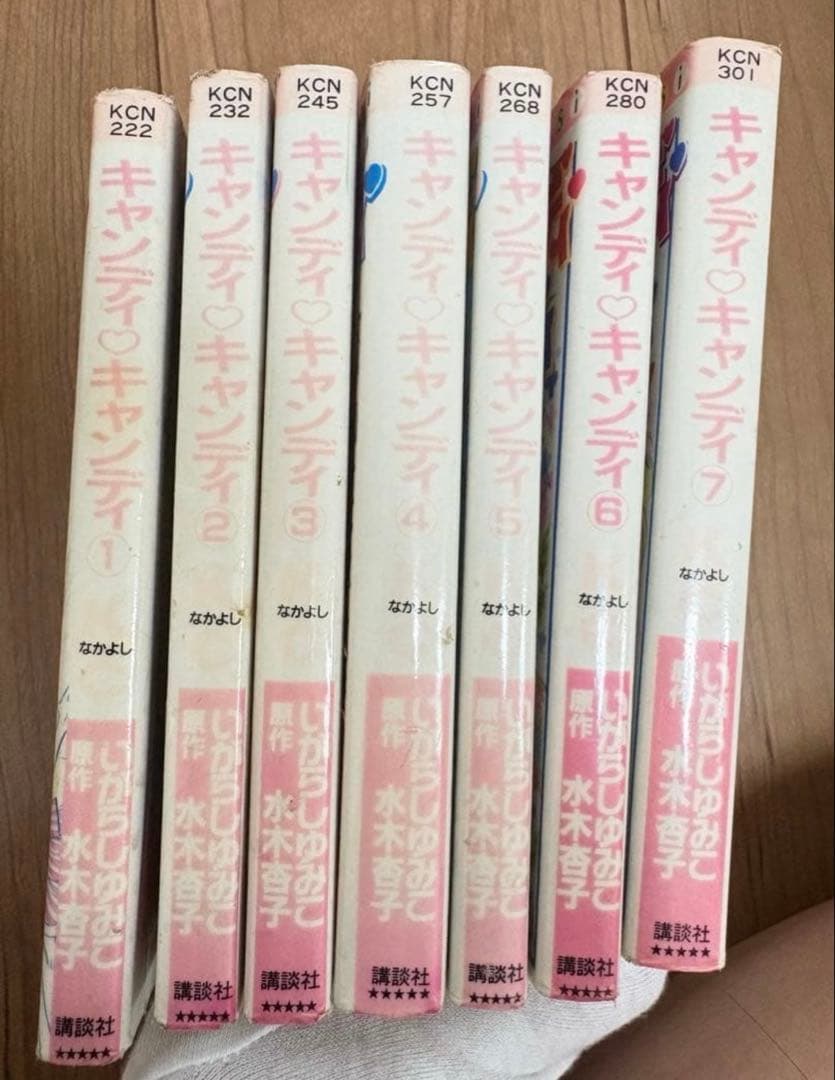 KCN
222
キャンディ♡キャンディ①
なかよし
いがらしゆみこ
原作 水木杏子
講談社
★★★★★
KCN
232
キャンディ♡キャンディ②
なかよし
いがらしゆみこ
原作 水木杏子
講談社
★★★★★
KCN
245
キャンディ♡キャンディ③
なかよし
いがらしゆみこ
原作 水木杏子
講談社
★★★★★
KCN
257
キャンディ♡キャンディ④
なかよし
いがらしゆみこ
原作 水木杏子
講談社
★★★★★
KCN
268
キャンディ♡キャンディ⑤
なかよし
いがらしゆみこ
原作 水木杏子
講談社
★★★★★
KCN
280
キャンディ♡キャンディ⑥
なかよし
いがらしゆみこ
原作 水木杏子
講談社
★★★★★
KCN
301
キャンディ♡キャンディ⑦
なかよし
いがらしゆみこ
原作 水木杏子
講談社
★★★★★